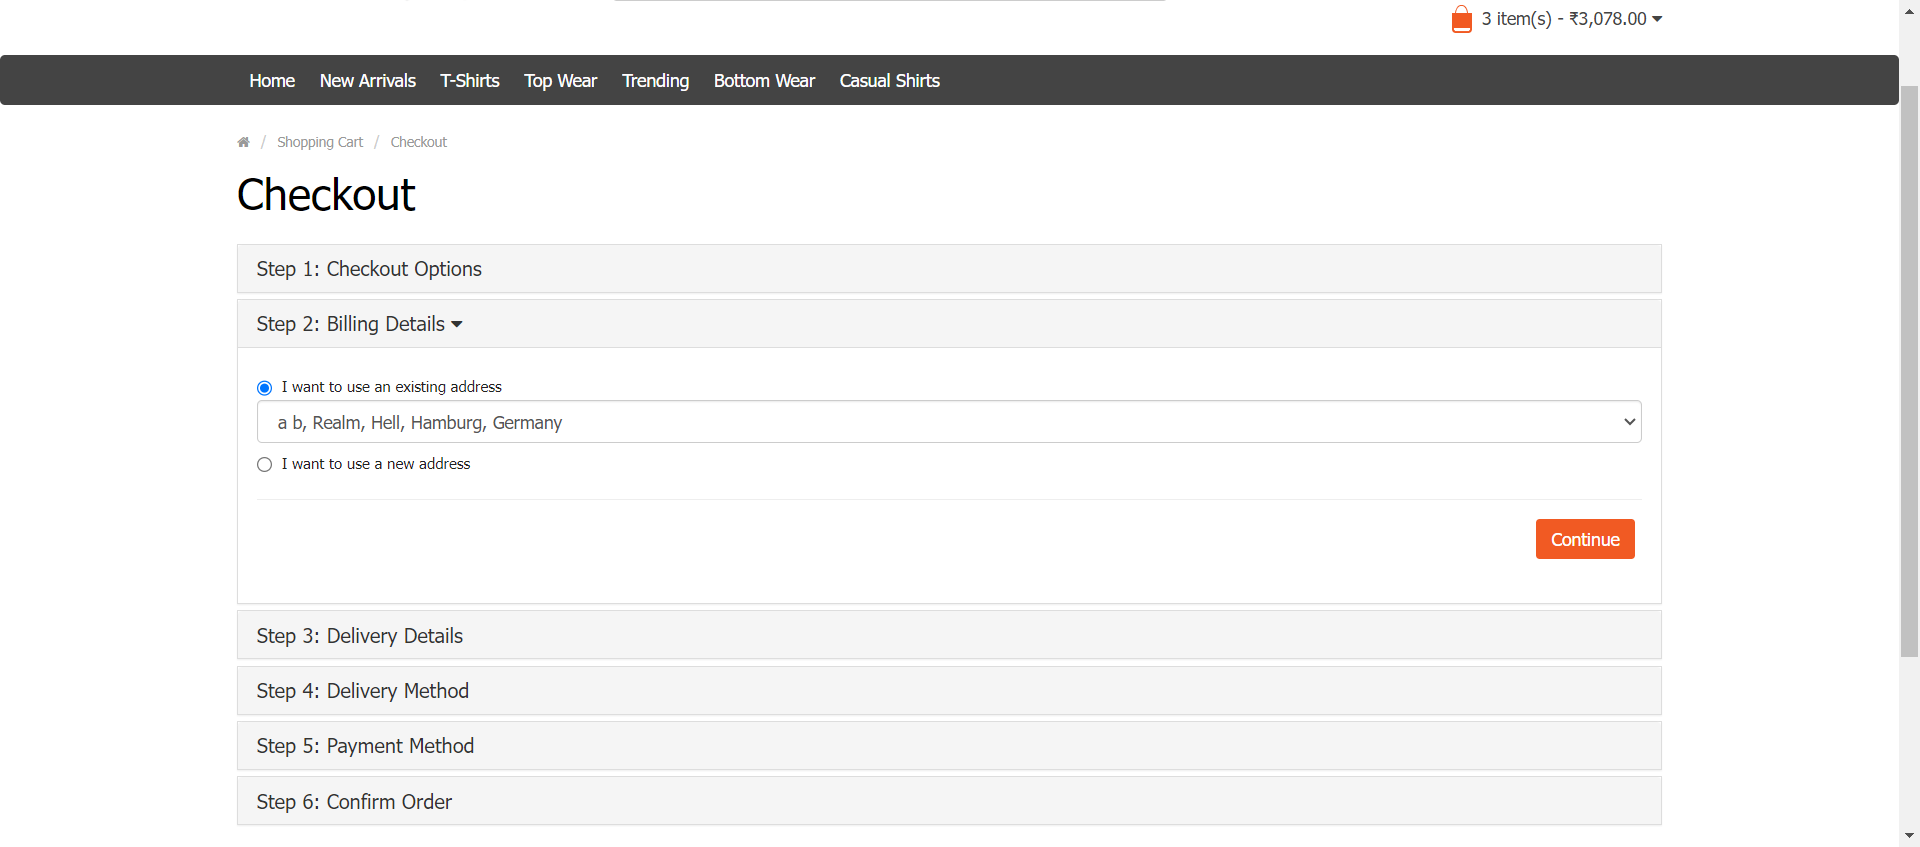 3 item(s) - ₹3,078.00
Home New Arrivals T-Shirts Top Wear Trending Bottom Wear Casual Shirts
/ Shopping Cart / Checkout
Checkout
Step 1: Checkout Options
Step 2: Billing Details
I want to use an existing address
a b, Realm, Hell, Hamburg, Germany
I want to use a new address
Continue
Step 3: Delivery Details
Step 4: Delivery Method
Step 5: Payment Method
Step 6: Confirm Order